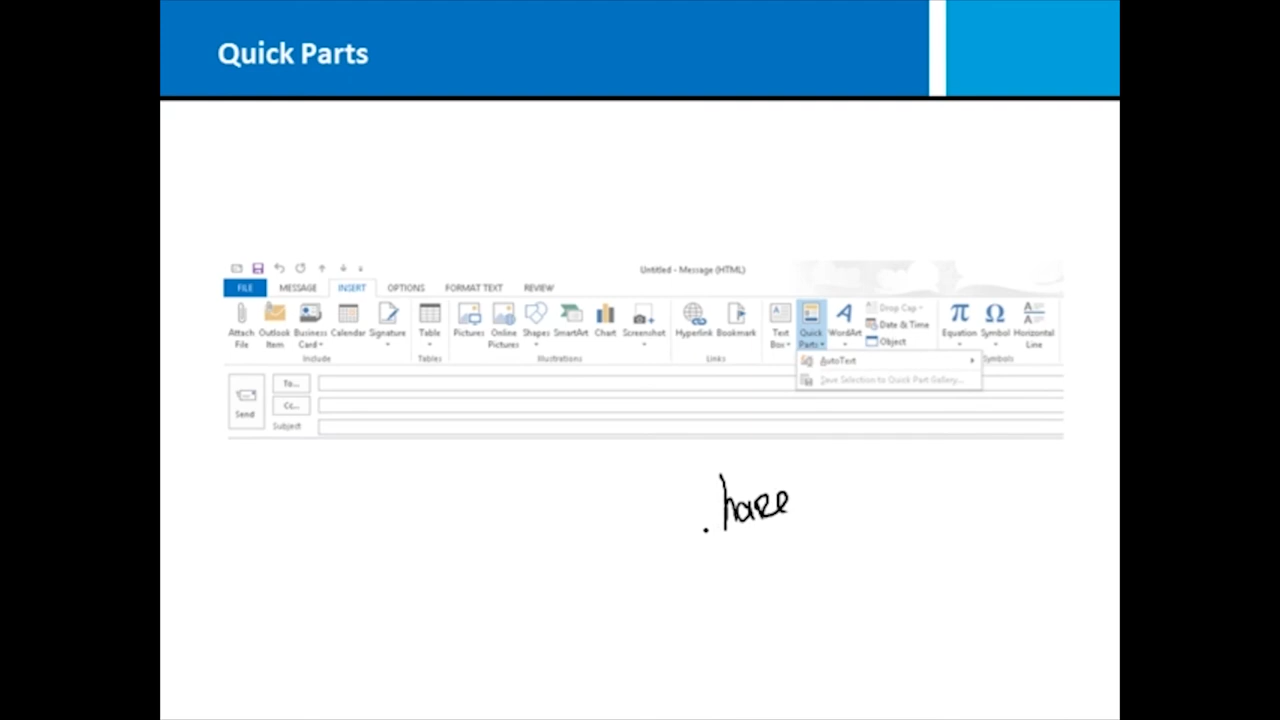 Quick Parts
Untitled - Message (HTML)
FILE MESSAGE INSERT OPTIONS FORMAT TEXT REVIEW
Attach File Outlook Item Business Card Calendar Signature Table Pictures Online Pictures Shapes SmartArt Chart Screenshot Hyperlink Bookmark Text Box Quick Parts WordArt Drop Cap Date & Time Object Equation Symbol Horizontal Line
Include Tables Illustrations Links Symbols
AutoText
Save Selection to Quick Part Gallery...
Send
To...
Cc...
Subject